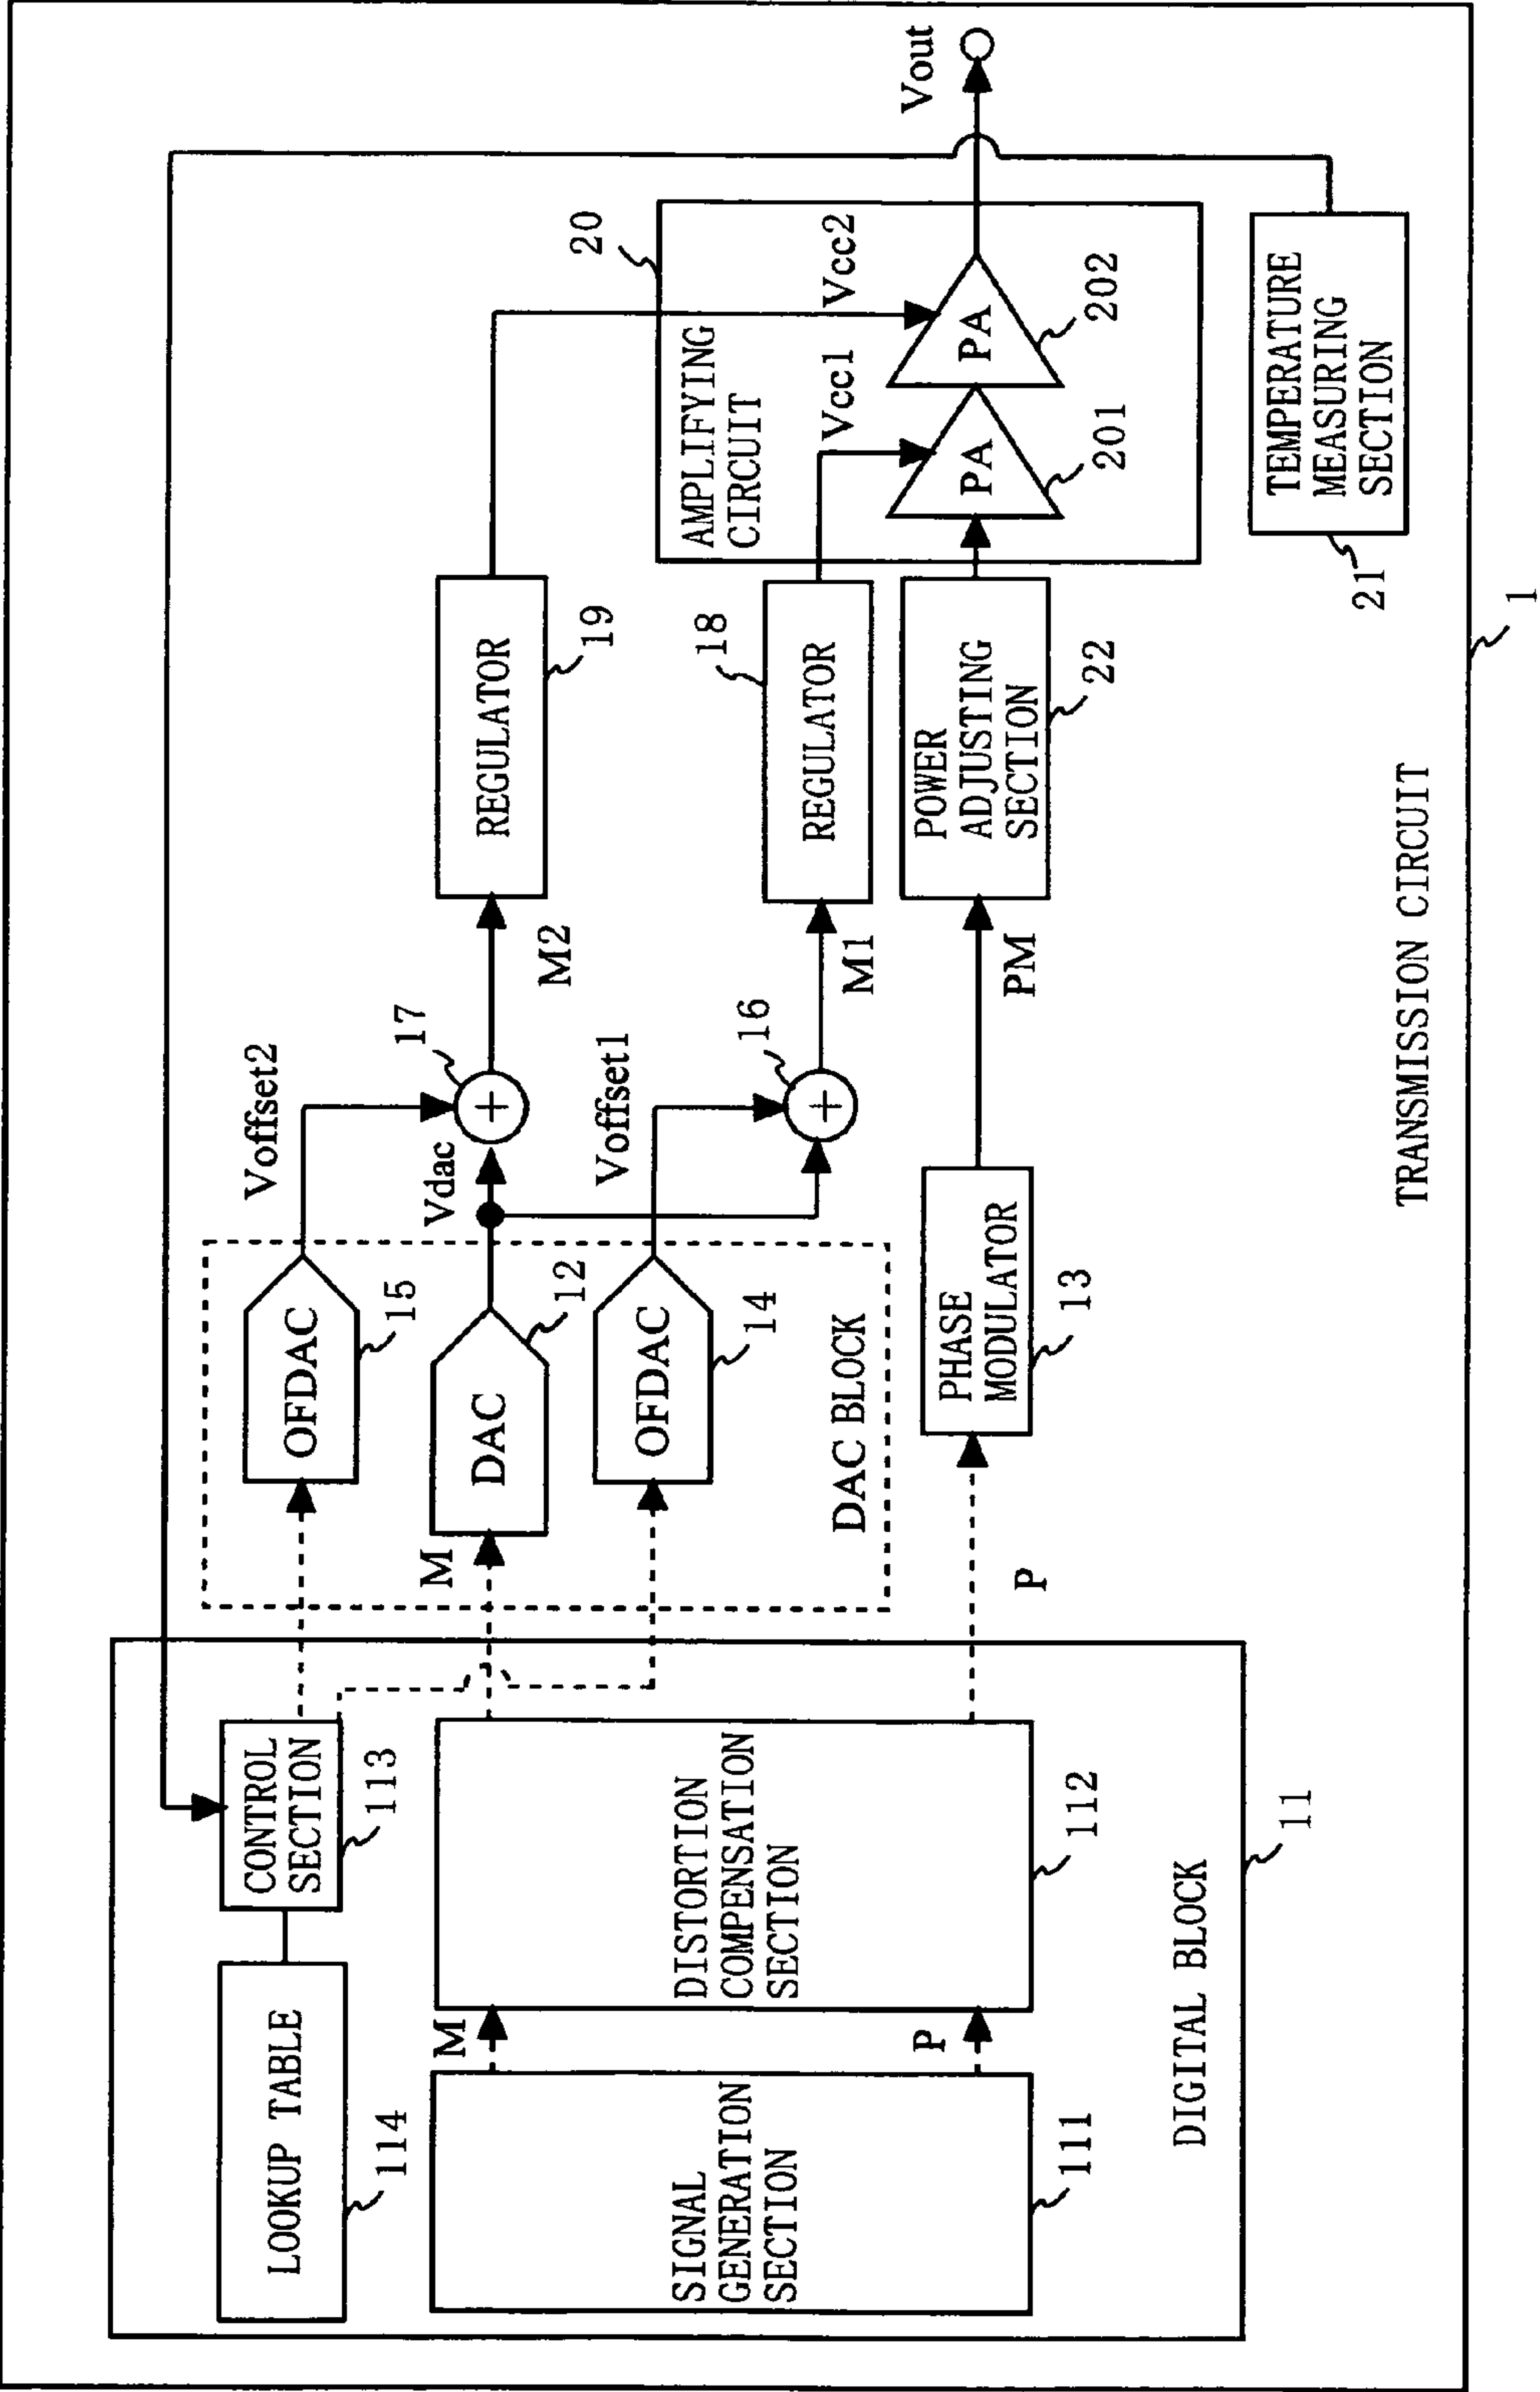 LOOKUP TABLE
114
CONTROL
SECTION
113
SIGNAL
GENERATION
SECTION
111
M
P
DISTORTION
COMPENSATION
SECTION
112
DIGITAL BLOCK
11
M
P
OFDAC
15
DAC
12
OFDAC
14
DAC BLOCK
PHASE
MODULATOR
13
Voffset2
Vdac
17
+
Voffset1
16
+
M2
M1
PM
REGULATOR
19
REGULATOR
18
POWER
ADJUSTING
SECTION
22
20
AMPLIFYING
CIRCUIT
Vcc1
Vcc2
PA
201
PA
202
Vout
TEMPERATURE
MEASURING
SECTION
21
TRANSMISSION CIRCUIT
1